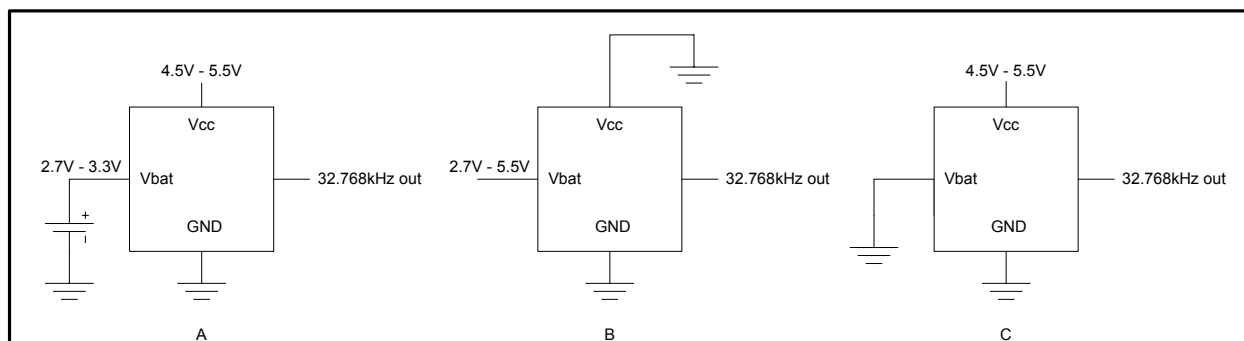 4.5V - 5.5V
Vcc
2.7V - 3.3V
Vbat
32.768kHz out
+
-
GND
A
Vcc
2.7V - 5.5V
Vbat
32.768kHz out
GND
B
4.5V - 5.5V
Vcc
Vbat
32.768kHz out
GND
C